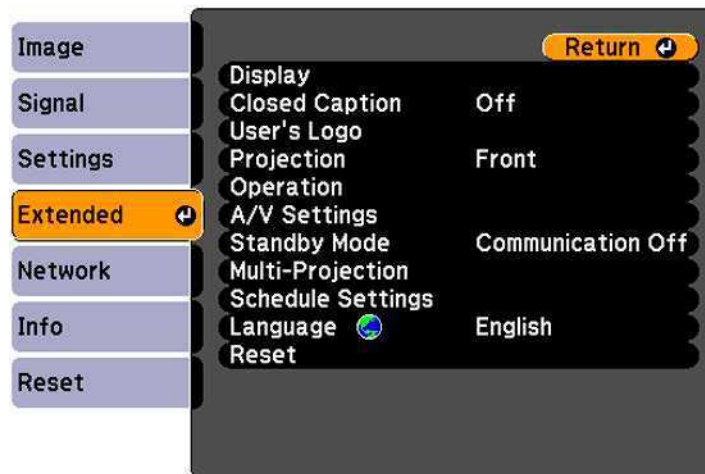 Image
Signal
Settings
Extended
Network
Info
Reset
Return
Display
Closed Caption Off
User's Logo
Projection Front
Operation
A/V Settings
Standby Mode Communication Off
Multi-Projection
Schedule Settings
Language English
Reset